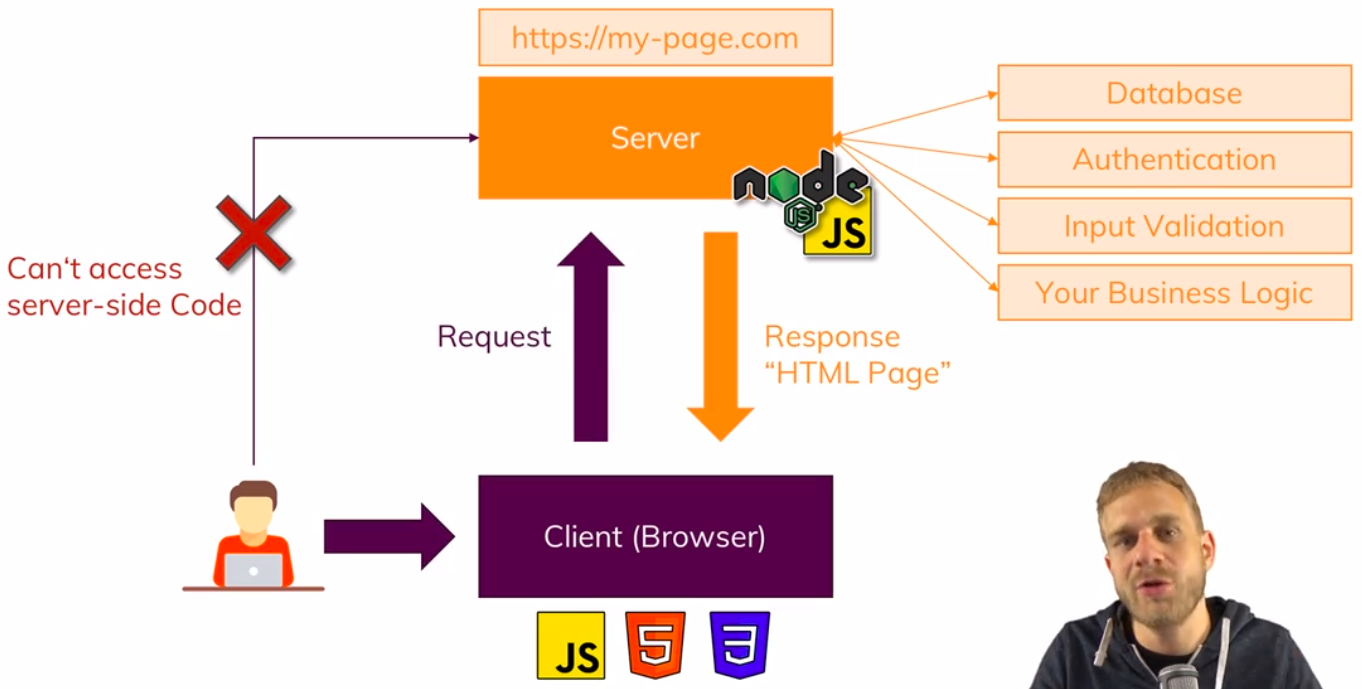 https://my-page.com
Server
node
JS
JS
Database
Authentication
Input Validation
Your Business Logic
Can't access
server-side Code
Request
Response
“HTML Page”
Client (Browser)
JS
5
3